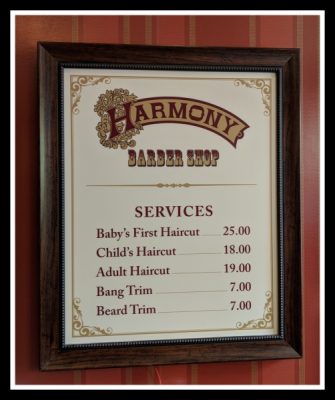 HARMONY
BARBER SHOP
SERVICES
Baby's First Haircut 25.00
Child's Haircut 18.00
Adult Haircut 19.00
Bang Trim 7.00
Beard Trim 7.00